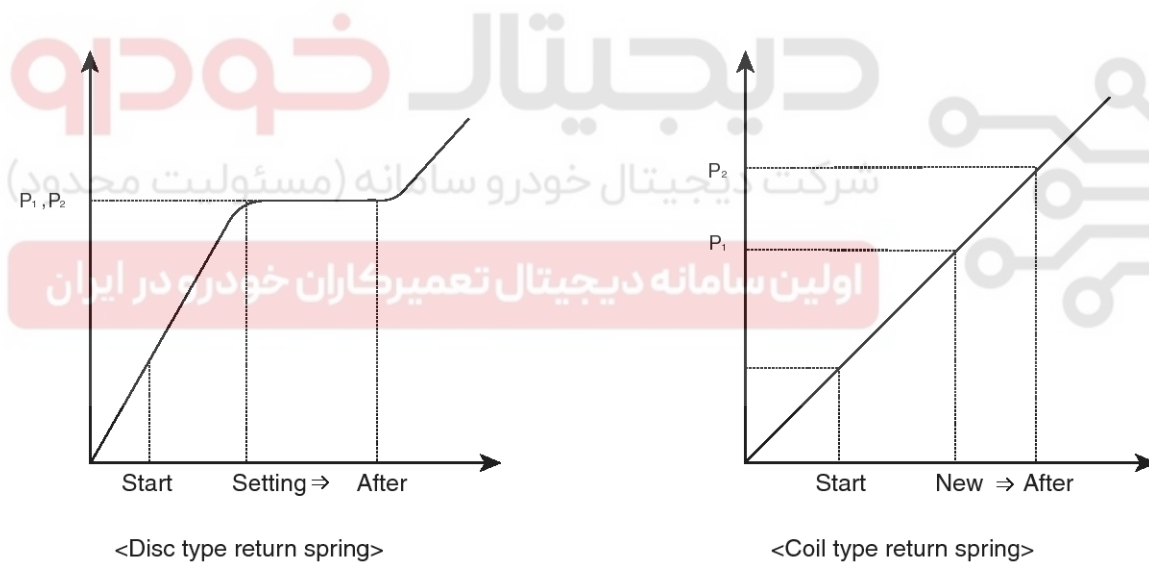 دیجیتال خودرو
شرکت دیجیتال خودرو سامانه (مسئولیت محدود)
اولین سامانه دیجیتال تعمیرکاران خودرو در ایران
P₁ , P₂
Start Setting ⇒ After
<Disc type return spring>
P₂
P₁
Start New ⇒ After
<Coil type return spring>